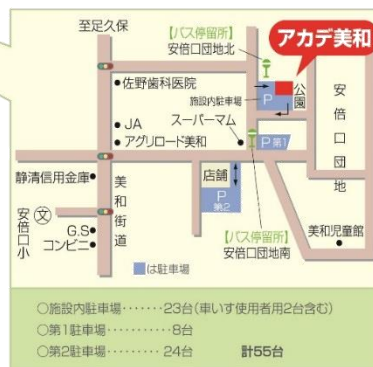 至足久保
【バス停留所】
安倍口団地北
アカデ美和
佐野歯科医院
施設内駐車場
P
公園
安倍口団地
スーパーマム
JA
アグリロード美和
P第1
静清信用金庫
美和街道
店舗
P
第2
安倍口小
文
G.S
コンビニ
【バス停留所】
安倍口団地南
美和児童館
は駐車場
○施設内駐車場・・・・・・・23台(車いす使用者用2台含む)
○第1駐車場・・・・・・・・・・・8台
○第2駐車場・・・・・・・・・24台 計55台